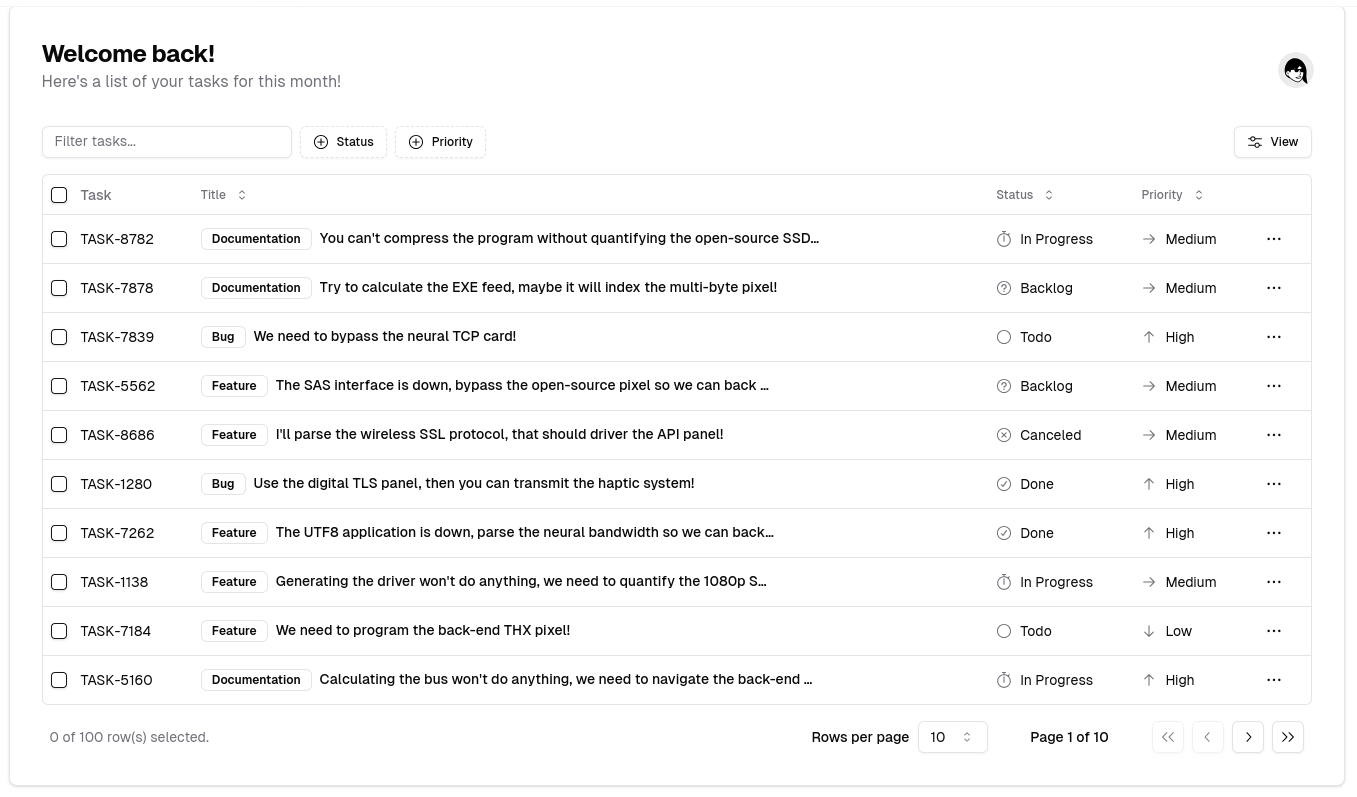 Welcome back!
Here's a list of your tasks for this month!
Filter tasks...
Status
Priority
View
Task Title Status Priority
TASK-8782 Documentation You can't compress the program without quantifying the open-source SSD... In Progress Medium
TASK-7878 Documentation Try to calculate the EXE feed, maybe it will index the multi-byte pixel! Backlog Medium
TASK-7839 Bug We need to bypass the neural TCP card! Todo High
TASK-5562 Feature The SAS interface is down, bypass the open-source pixel so we can back ... Backlog Medium
TASK-8686 Feature I'll parse the wireless SSL protocol, that should driver the API panel! Canceled Medium
TASK-1280 Bug Use the digital TLS panel, then you can transmit the haptic system! Done High
TASK-7262 Feature The UTF8 application is down, parse the neural bandwidth so we can back... Done High
TASK-1138 Feature Generating the driver won't do anything, we need to quantify the 1080p S... In Progress Medium
TASK-7184 Feature We need to program the back-end THX pixel! Todo Low
TASK-5160 Documentation Calculating the bus won't do anything, we need to navigate the back-end ... In Progress High
0 of 100 row(s) selected. Rows per page 10 Page 1 of 10